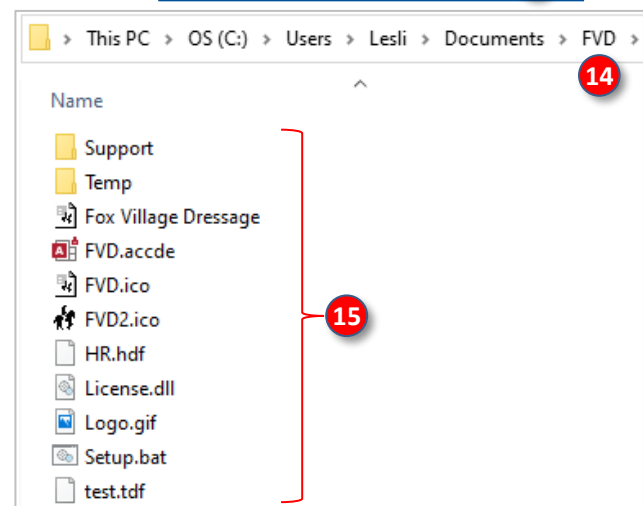 This PC > OS (C:) > Users > Lesli > Documents > FVD >
14
Name
Support
Temp
Fox Village Dressage
FVD.accde
FVD.ico
FVD2.ico
15
HR.hdf
License.dll
Logo.gif
Setup.bat
test.tdf